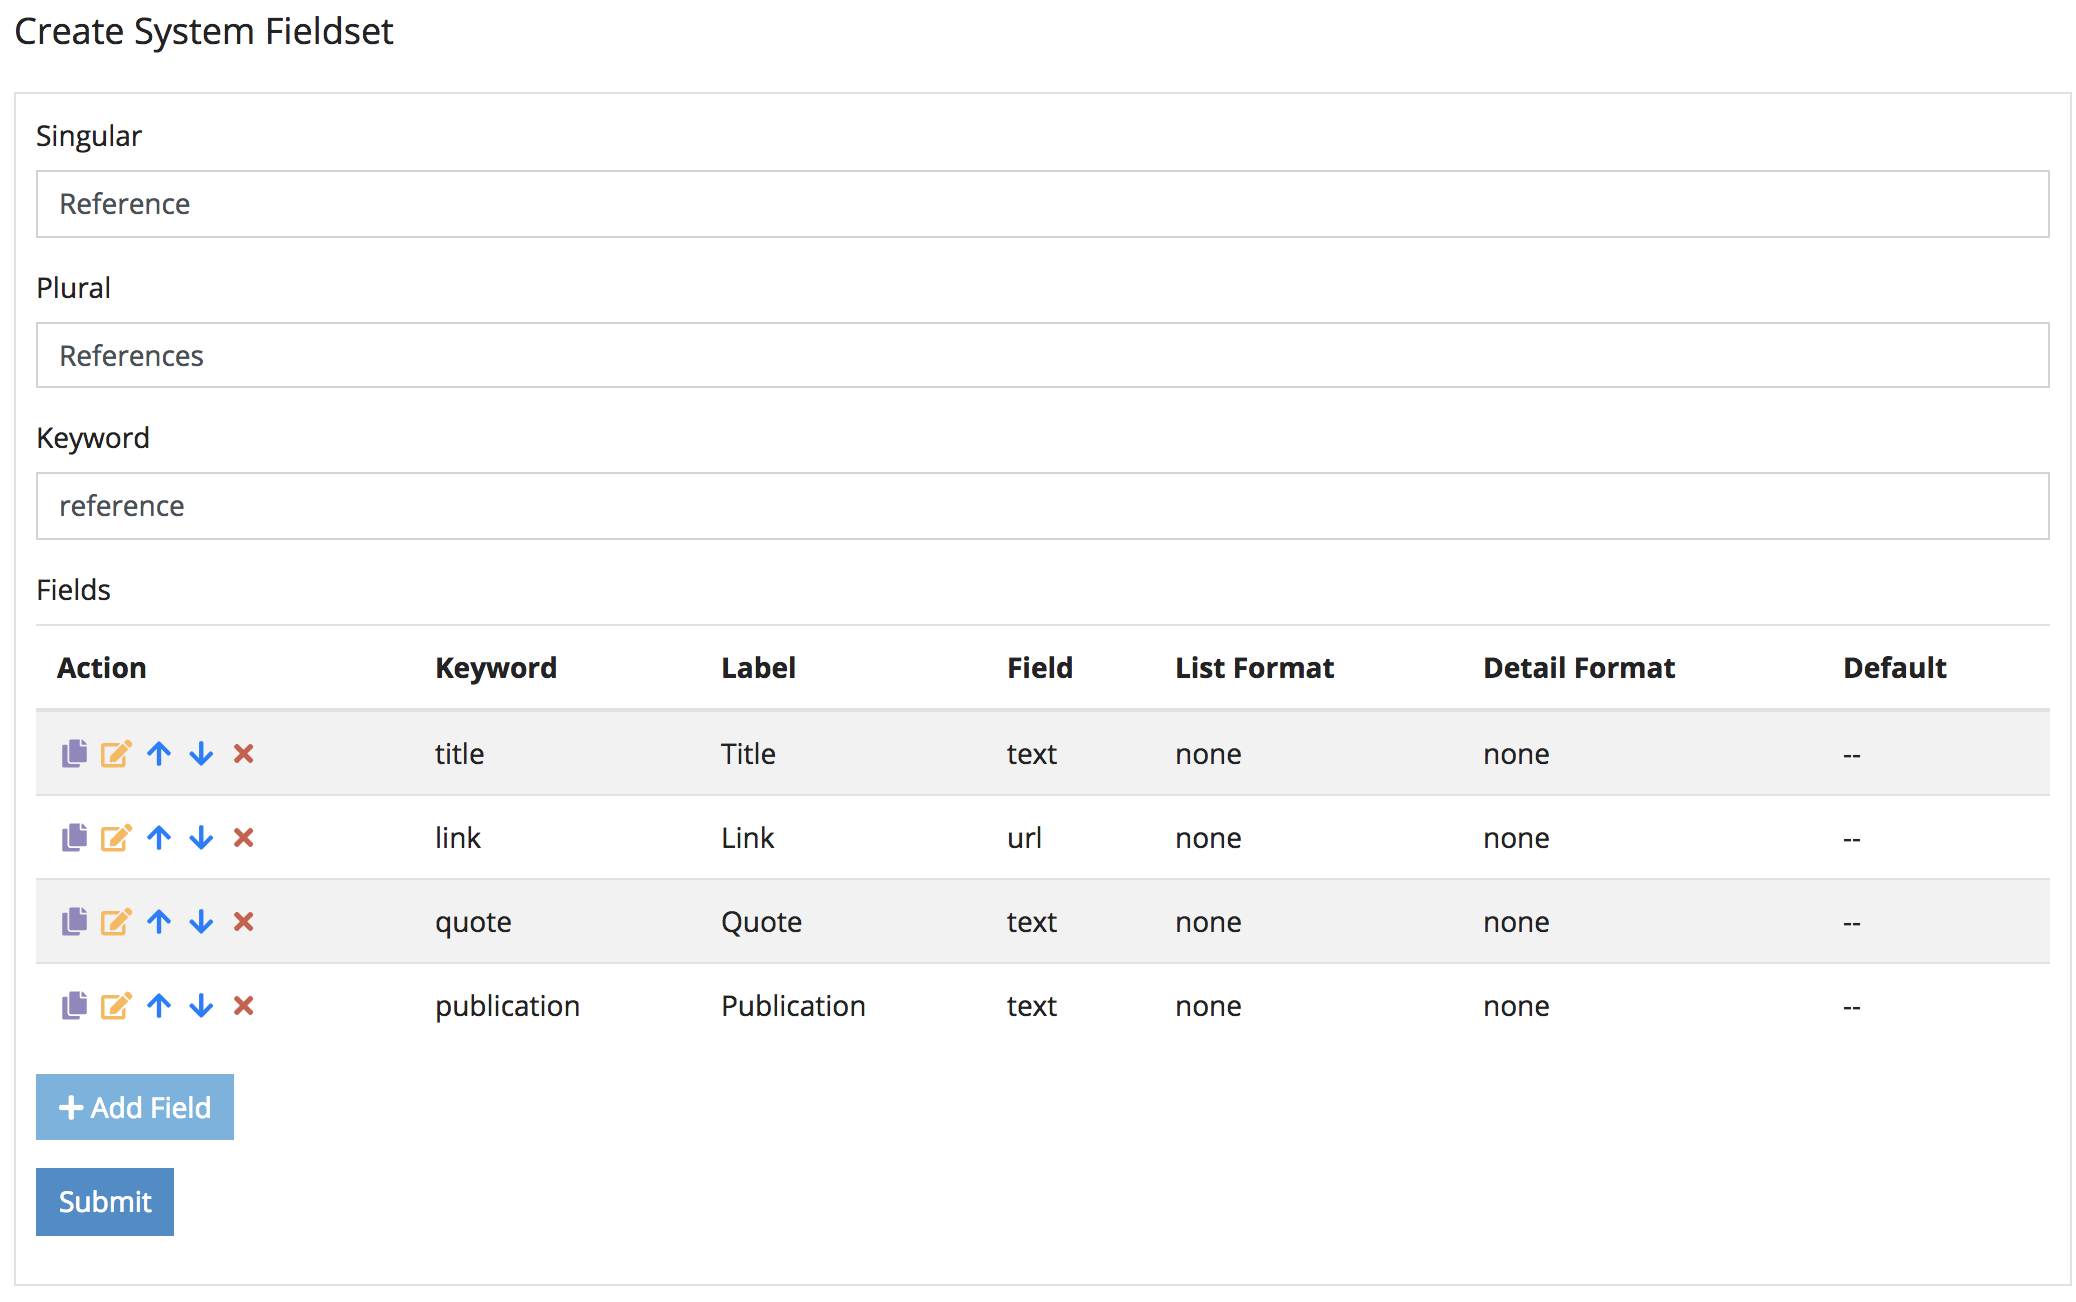 Create System Fieldset
Singular
Reference
Plural
References
Keyword
reference
Fields
Action Keyword Label Field List Format Detail Format Default
title Title text none none --
link Link url none none --
quote Quote text none none --
publication Publication text none none --
Add Field
Submit